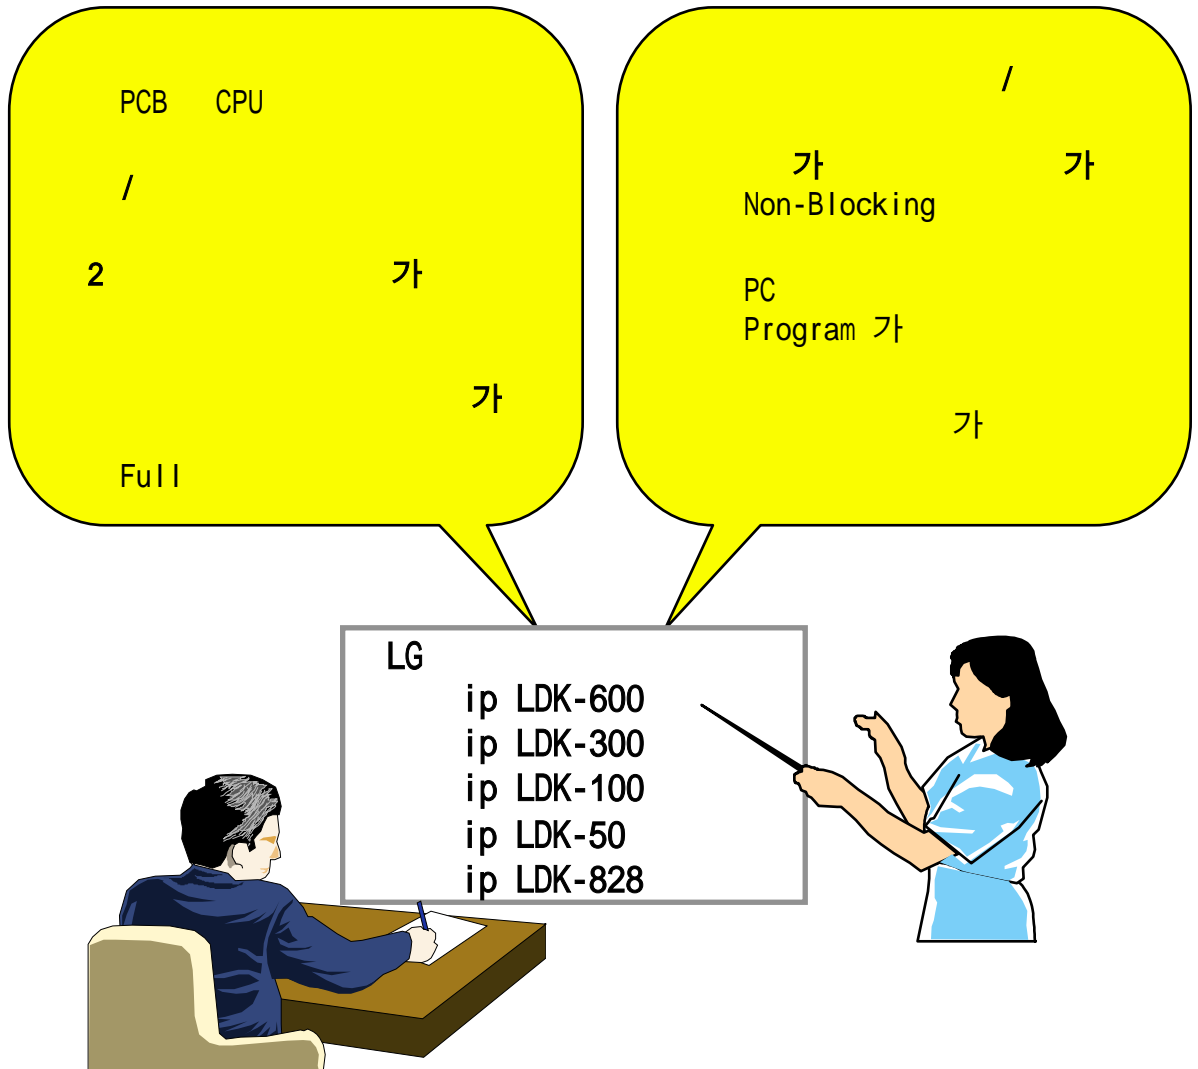 PCB CPU
/
2 가
가
Full
/
가 가
Non-Blocking
PC
Program 가
가
LG
ip LDK-600
ip LDK-300
ip LDK-100
ip LDK-50
ip LDK-828